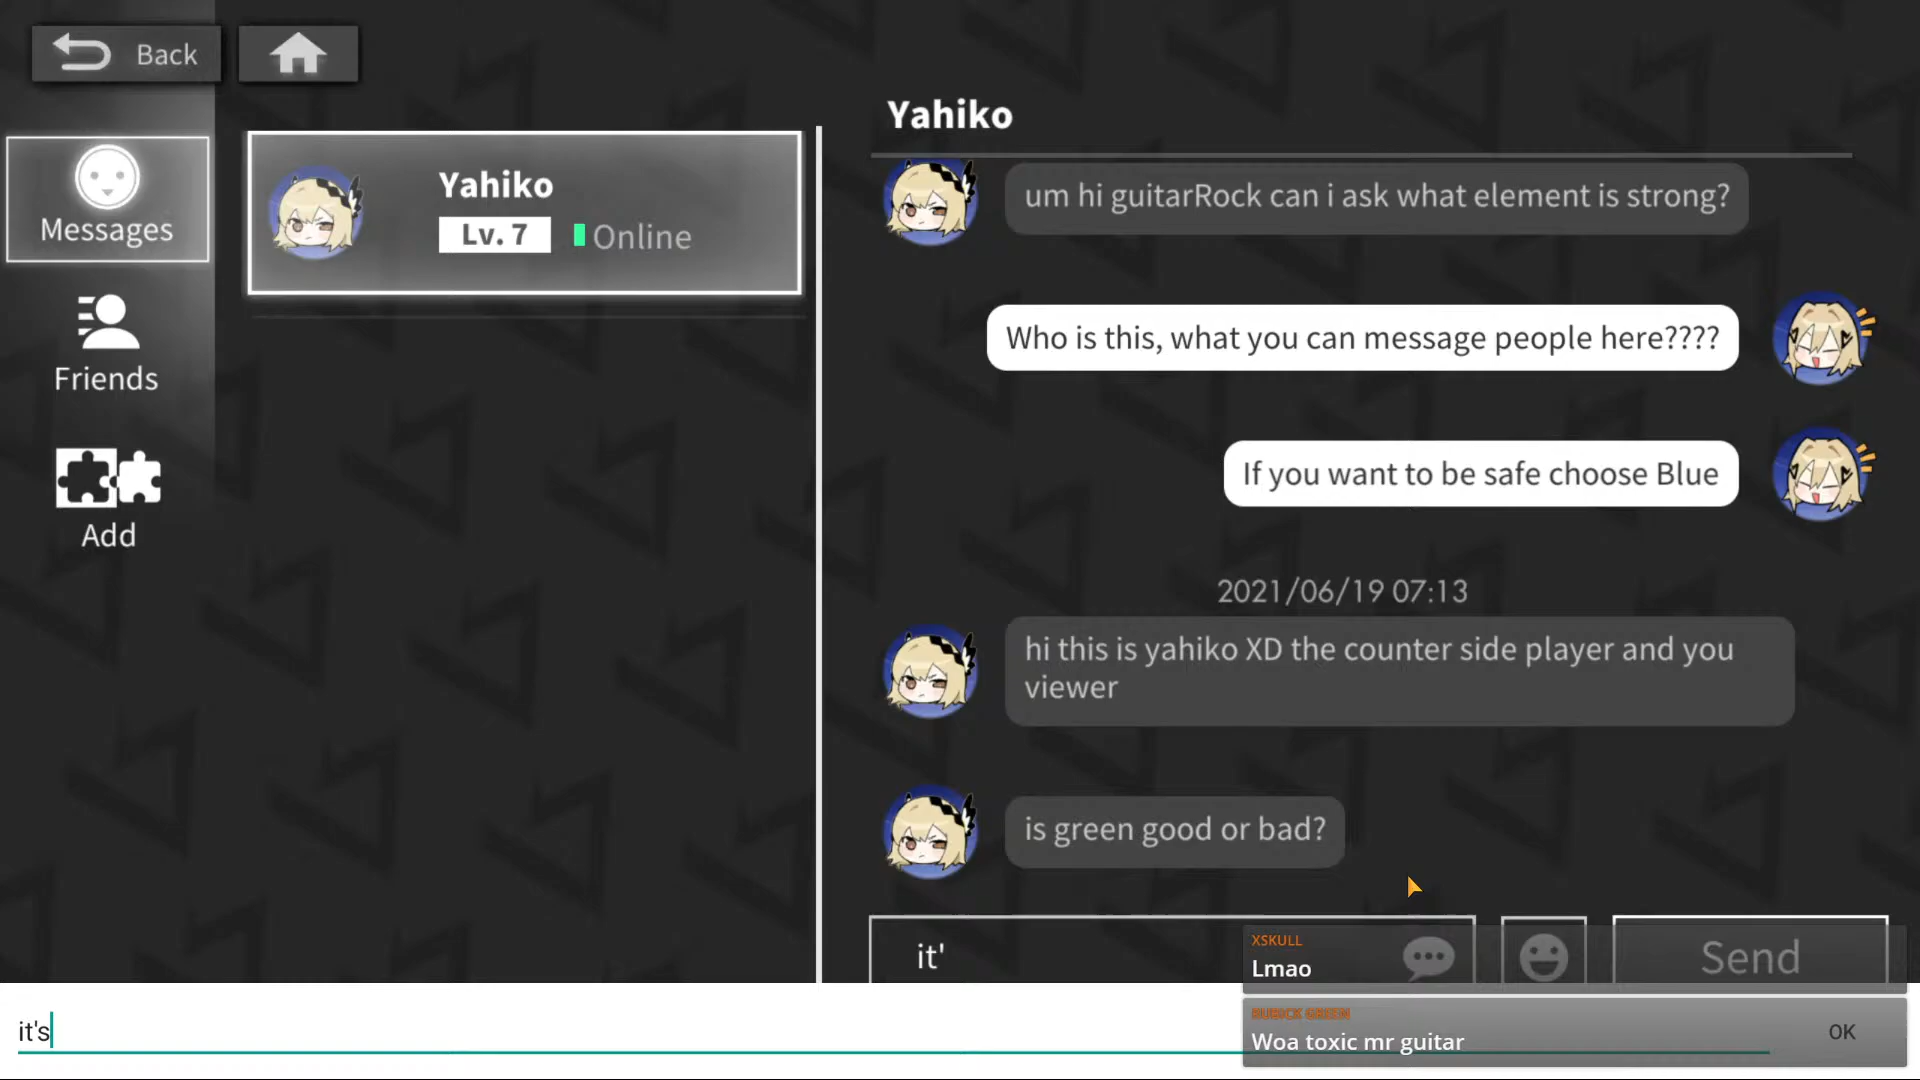 Back
Messages
Friends
Add
Yahiko
Lv. 7
Online
Yahiko
um hi guitarRock can i ask what element is strong?
Who is this, what you can message people here????
If you want to be safe choose Blue
2021/06/19 07:13
hi this is yahiko XD the counter side player and you
viewer
is green good or bad?
it'
Send
XSKULL
Lmao
RUBICK GREEN
Woa toxic mr guitar
it's
OK